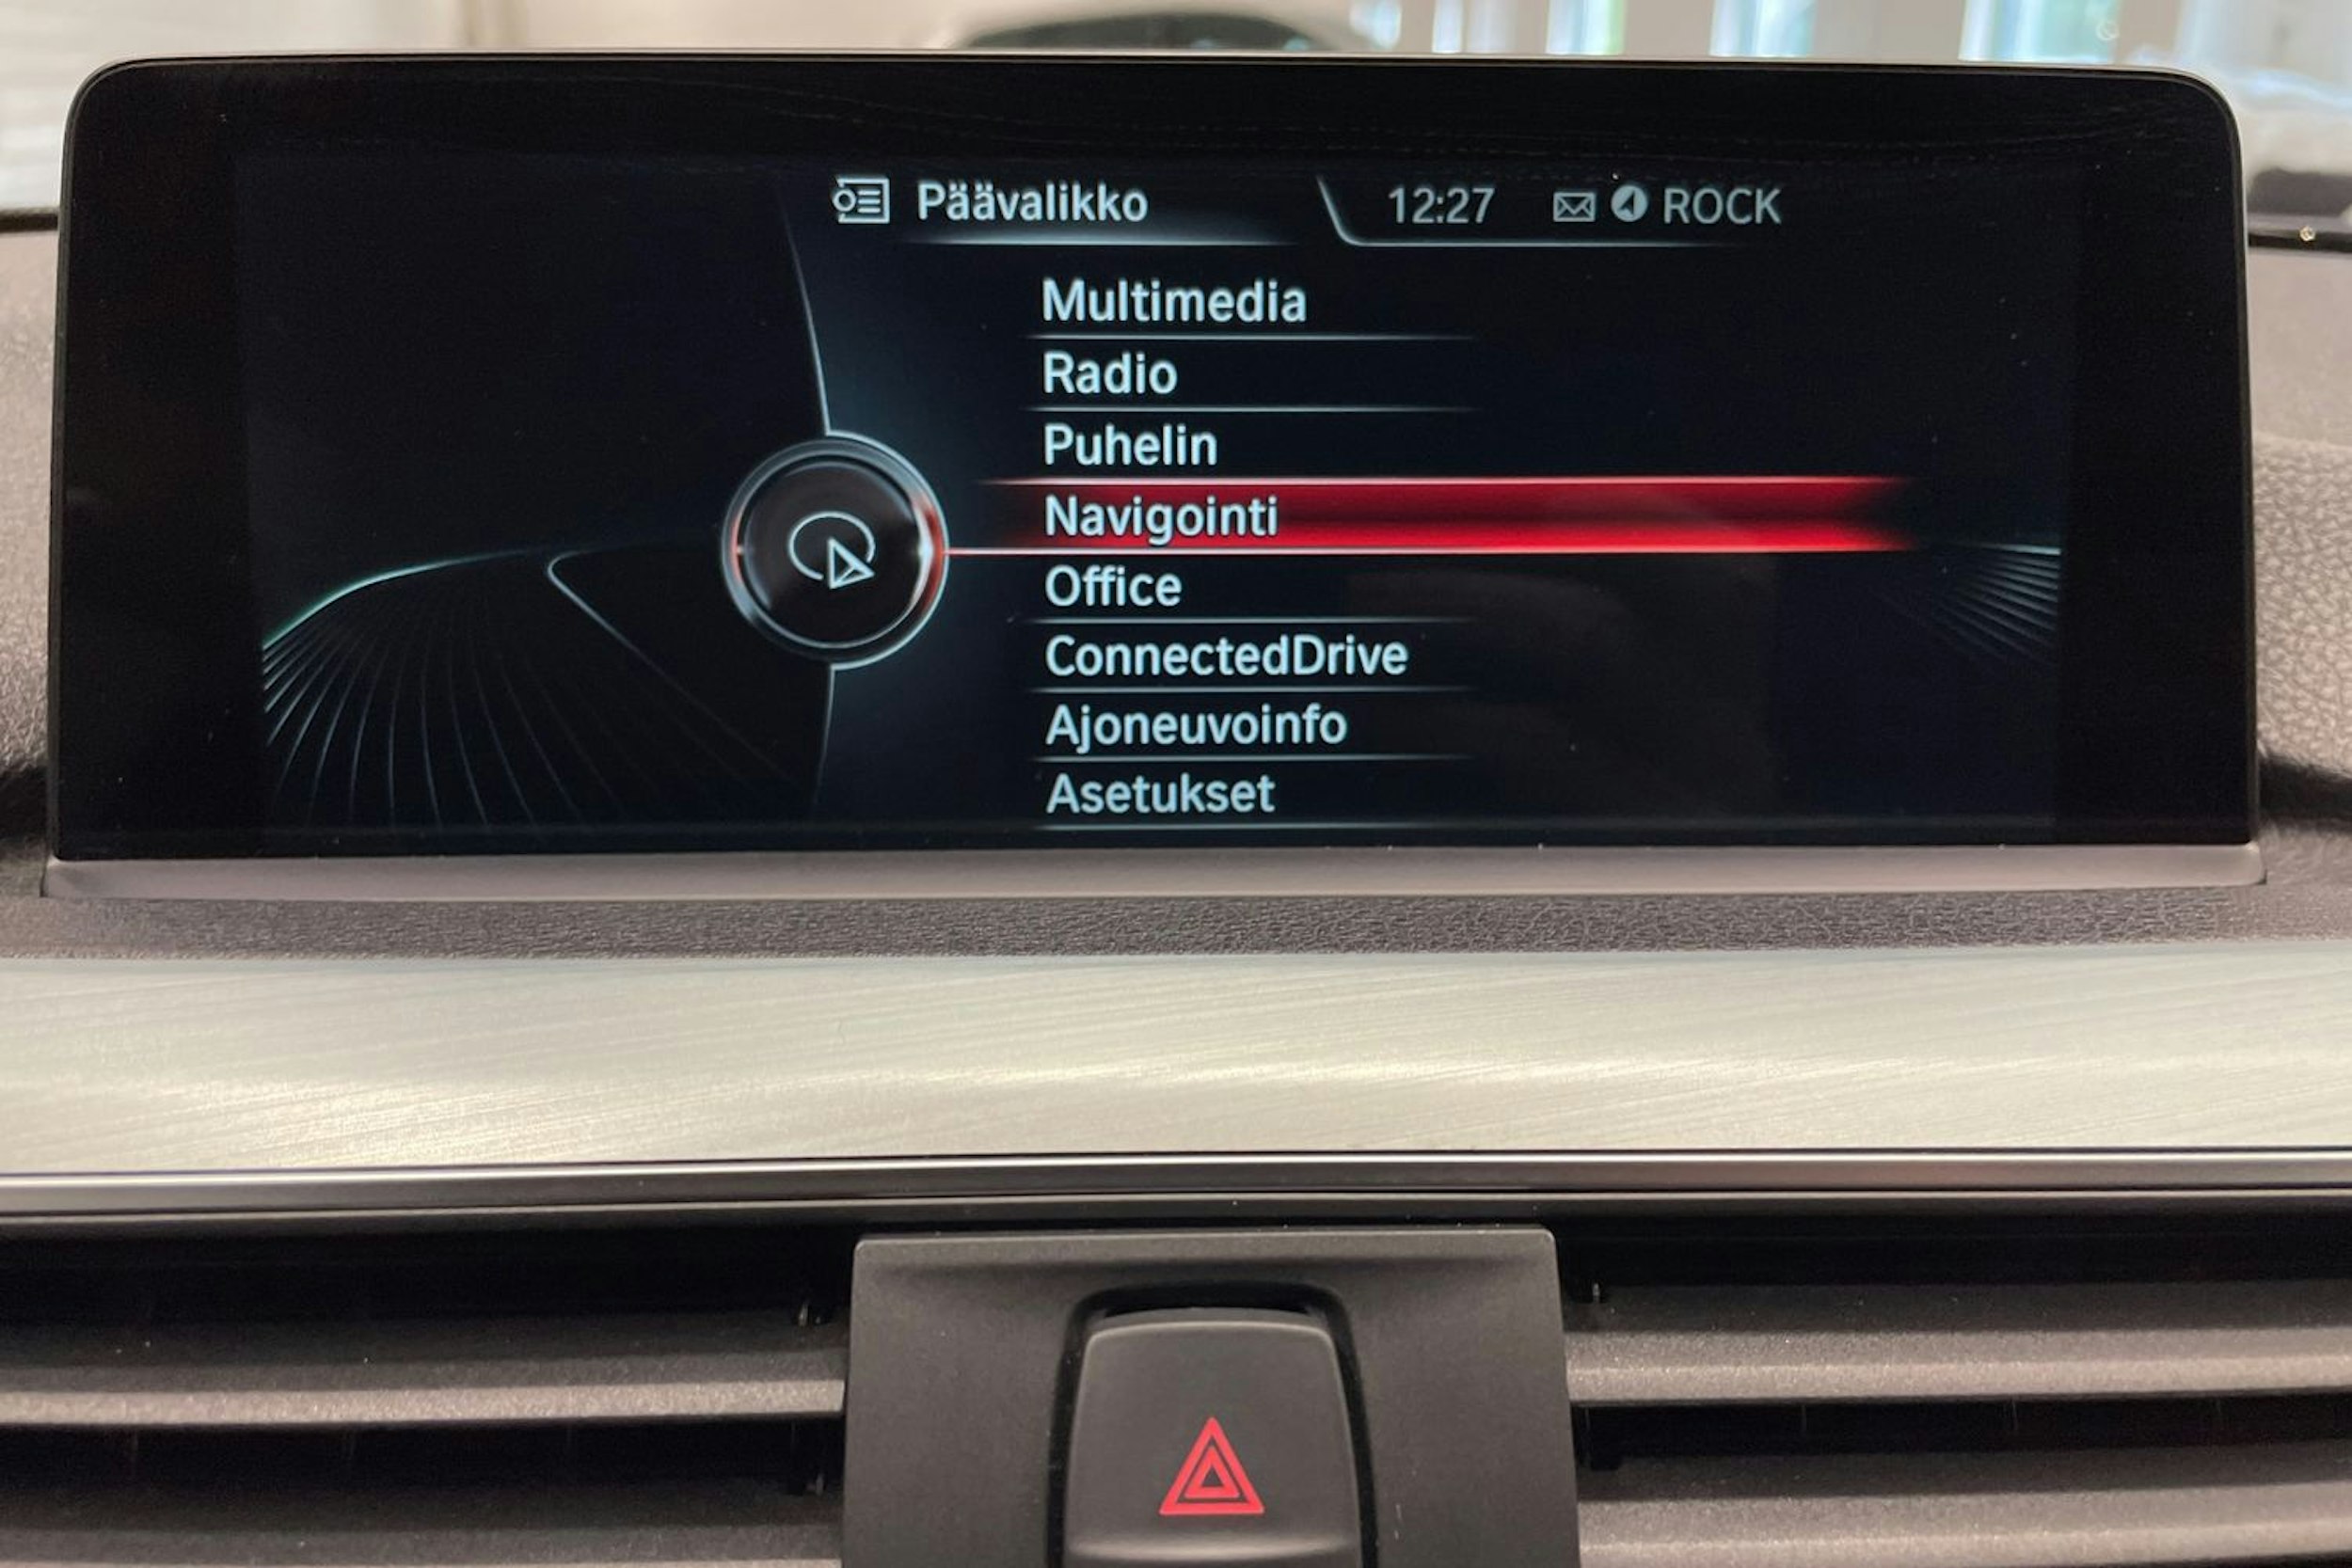 Päävalikko 12:27 ROCK
Multimedia
Radio
Puhelin
Navigointi
Office
ConnectedDrive
Ajoneuvoinfo
Asetukset